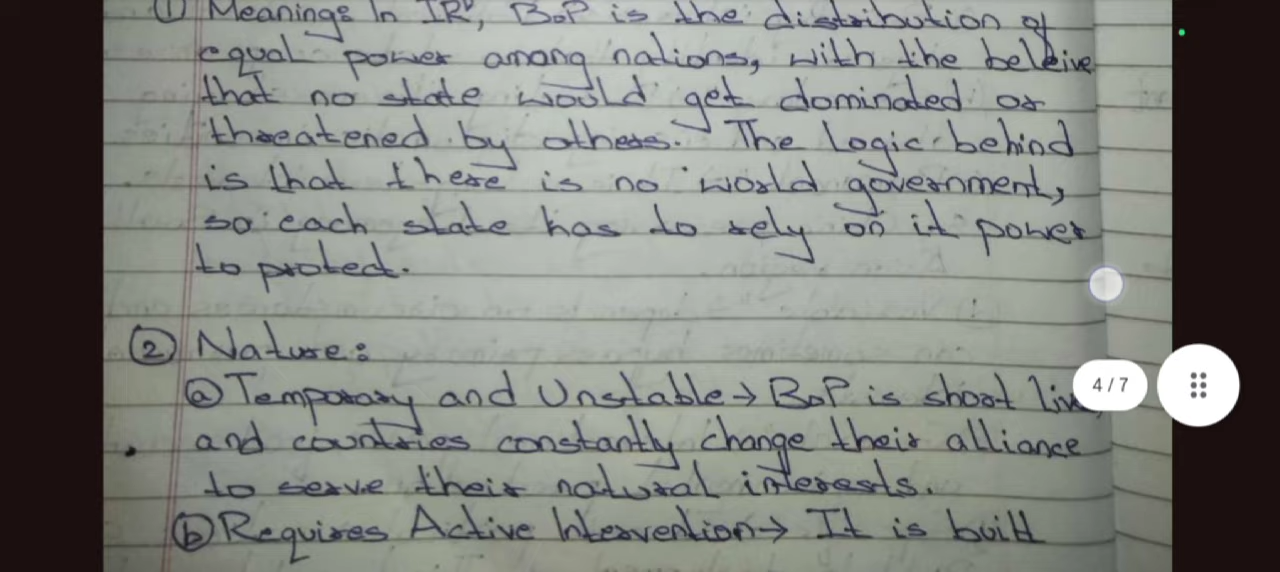 ① Meaning: In IR, BoP is the distribution of
equal power among nations, with the beleive
that no state would get dominated or
threatened by others. The Logic behind
is that there is no world government,
so each state has to rely on it power
to protect.
② Nature:
ⓐ Temporary and Unstable → BoP is short live,
and countries constantly change their alliance
to serve their natural interests.
ⓑ Requires Active Intervention → It is built
4/7